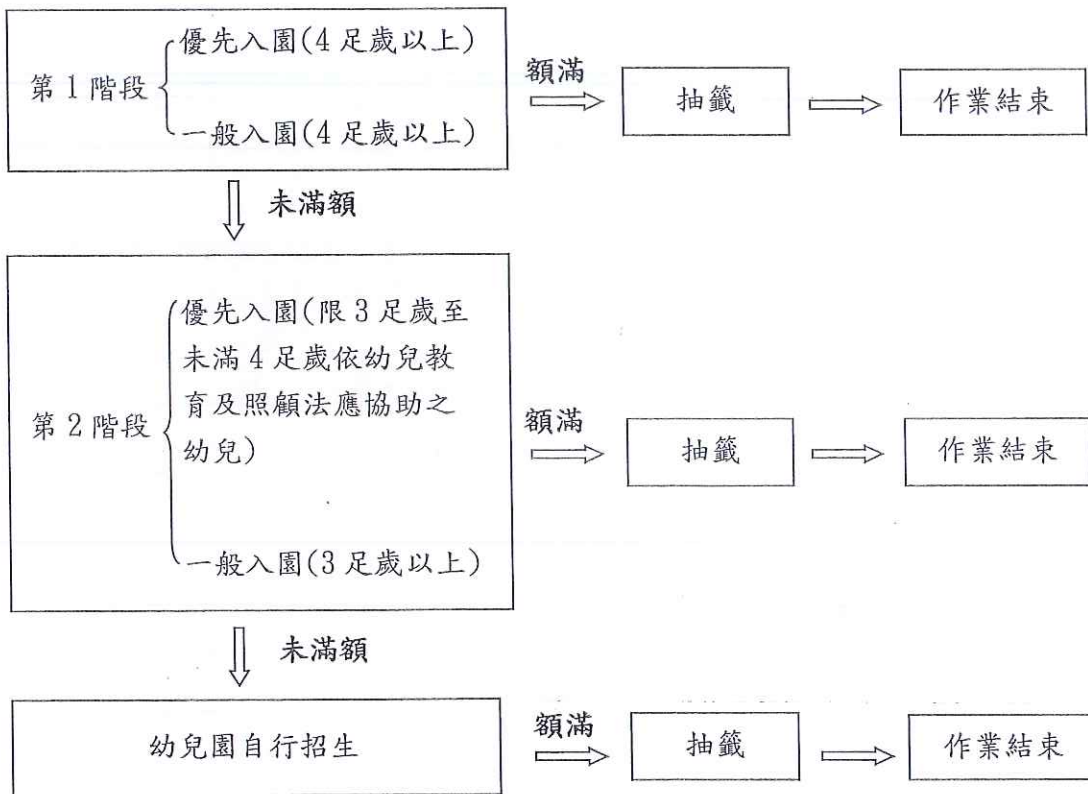 優先入園(4 足歲以上)
第 1 階段
一般入園(4 足歲以上)
額滿
抽籤
作業結束
未滿額
優先入園(限 3 足歲至
未滿 4 足歲依幼兒教
育及照顧法應協助之
幼兒)
第 2 階段
一般入園(3 足歲以上)
額滿
抽籤
作業結束
未滿額
幼兒園自行招生
額滿
抽籤
作業結束